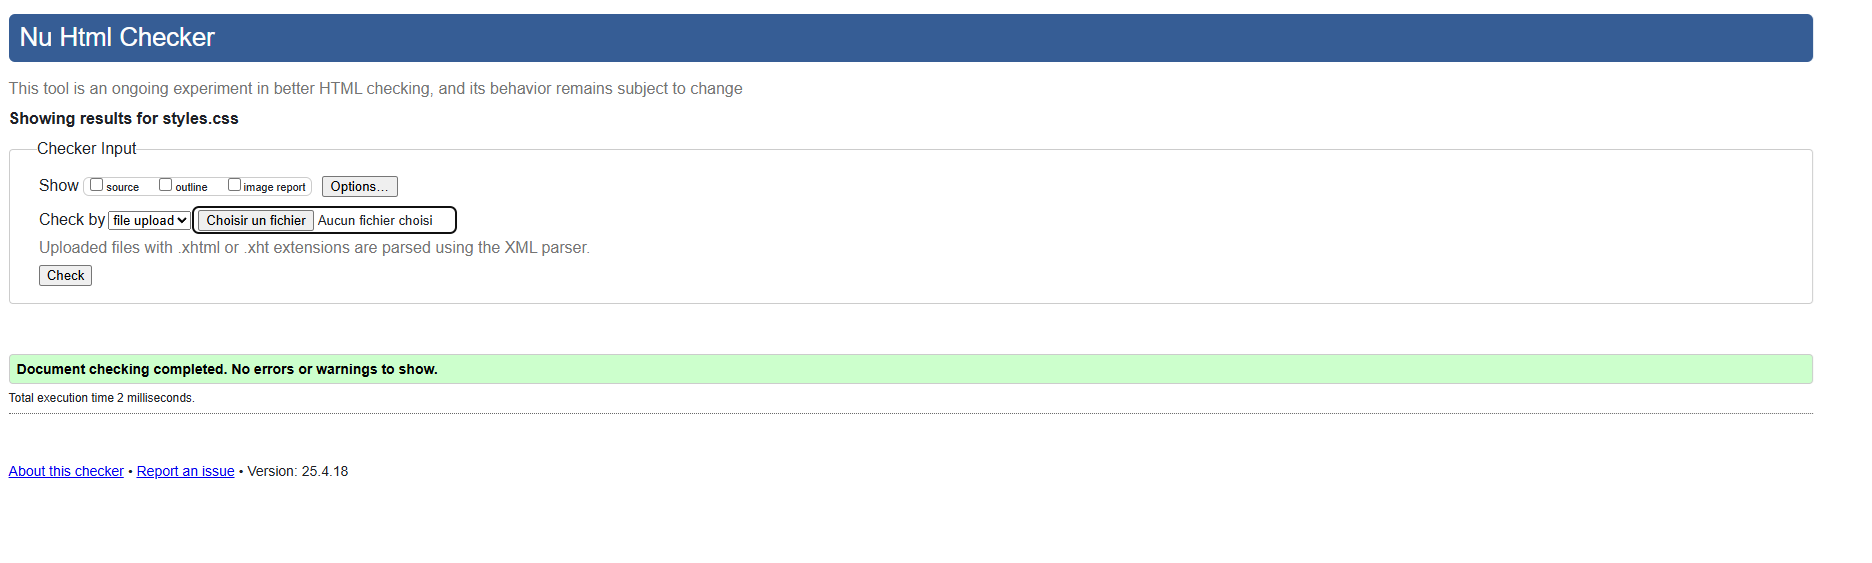 Nu Html Checker
This tool is an ongoing experiment in better HTML checking, and its behavior remains subject to change
Showing results for styles.css
Checker Input
Show source outline image report Options...
Check by file upload Choisir un fichier Aucun fichier choisi
Uploaded files with .xhtml or .xht extensions are parsed using the XML parser.
Check
Document checking completed. No errors or warnings to show.
Total execution time 2 milliseconds.
About this checker • Report an issue • Version: 25.4.18